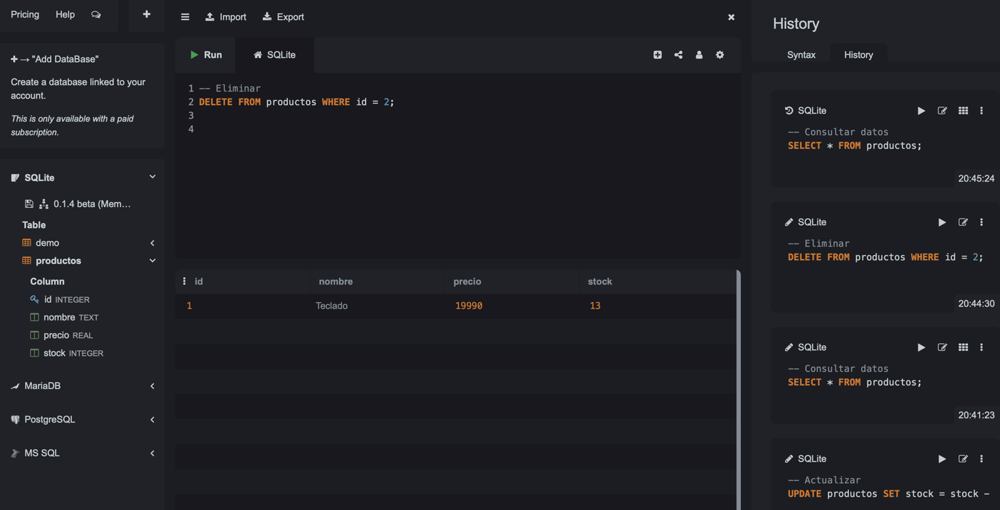 Pricing Help
Import Export
+ → "Add DataBase"
Create a database linked to your
account.
This is only available with a paid
subscription.
SQLite
0.1.4 beta (Mem…
Table
demo
productos
Column
id INTEGER
nombre TEXT
precio REAL
stock INTEGER
MariaDB
PostgreSQL
MS SQL
Run SQLite
1 -- Eliminar
2 DELETE FROM productos WHERE id = 2;
3
4
id nombre precio stock
1 Teclado 19990 13
History
Syntax History
SQLite
-- Consultar datos
SELECT * FROM productos;
20:45:24
SQLite
-- Eliminar
DELETE FROM productos WHERE id = 2;
20:44:30
SQLite
-- Consultar datos
SELECT * FROM productos;
20:41:23
SQLite
-- Actualizar
UPDATE productos SET stock = stock -